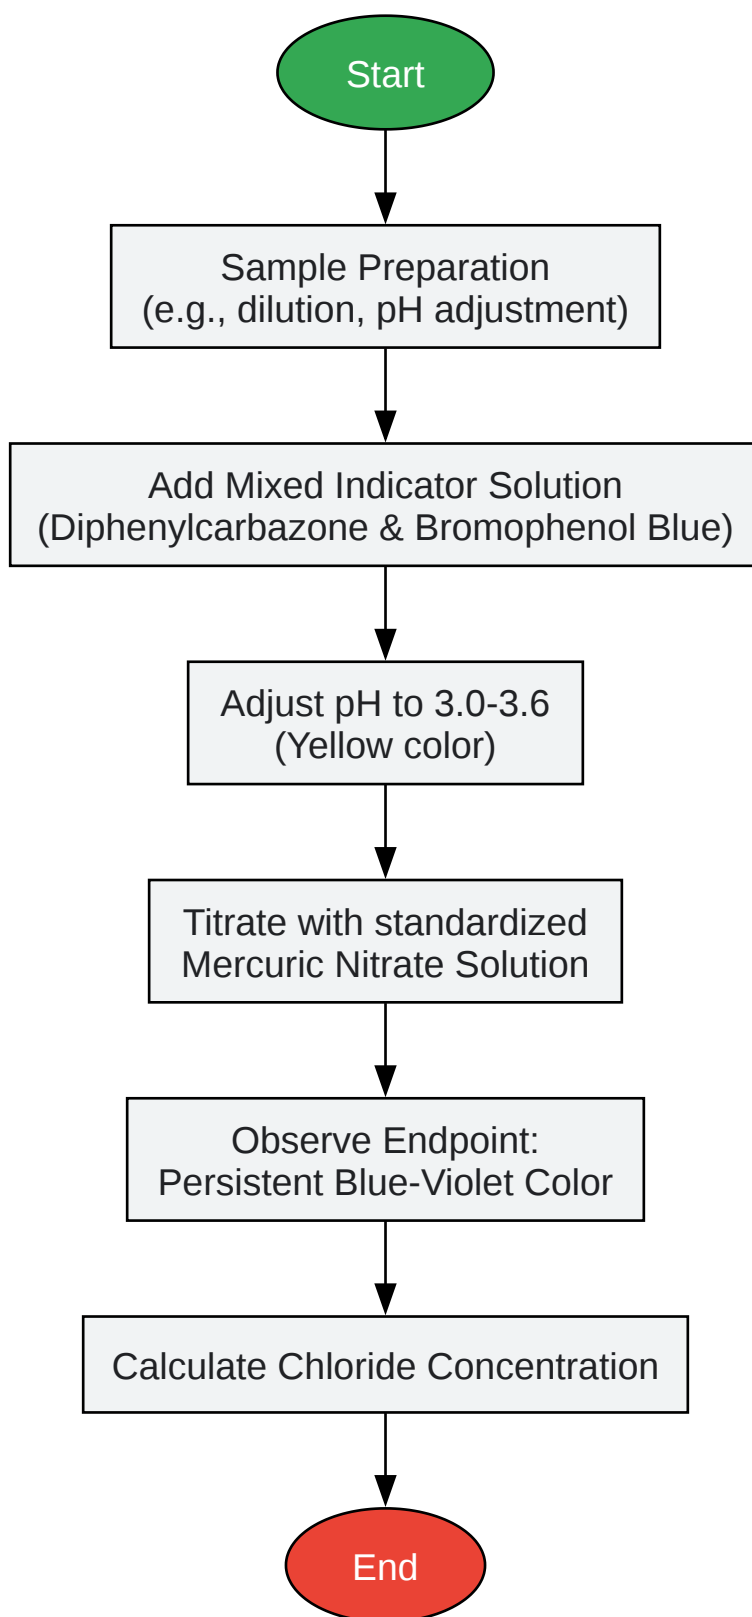 Start
Sample Preparation
(e.g., dilution, pH adjustment)
Add Mixed Indicator Solution
(Diphenylcarbazone & Bromophenol Blue)
Adjust pH to 3.0-3.6
(Yellow color)
Titrate with standardized
Mercuric Nitrate Solution
Observe Endpoint:
Persistent Blue-Violet Color
Calculate Chloride Concentration
End